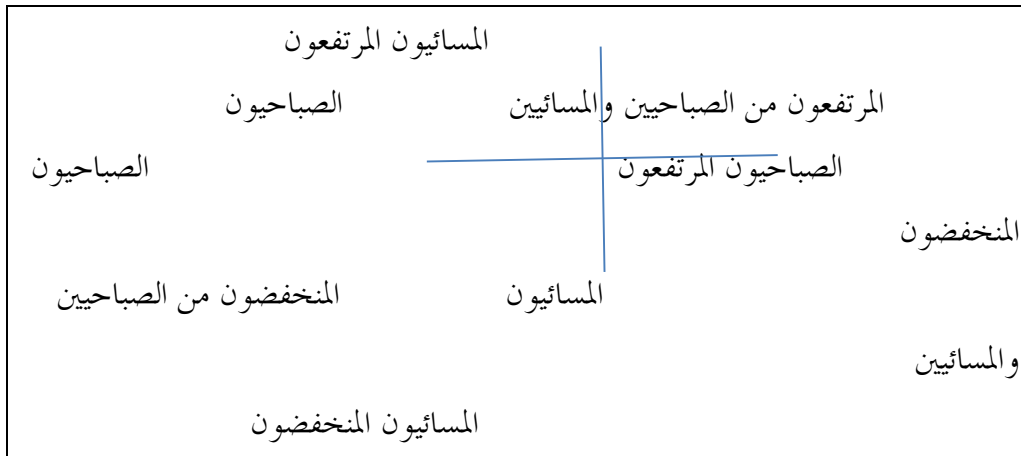 المسائيون المرتفعون
المرتفعون من الصباحيين والمسائيين الصباحيون
الصباحيون المرتفعون الصباحيون
المنخفضون
المسائيون المنخفضون من الصباحيين
والمسائيين
المسائيون المنخفضون